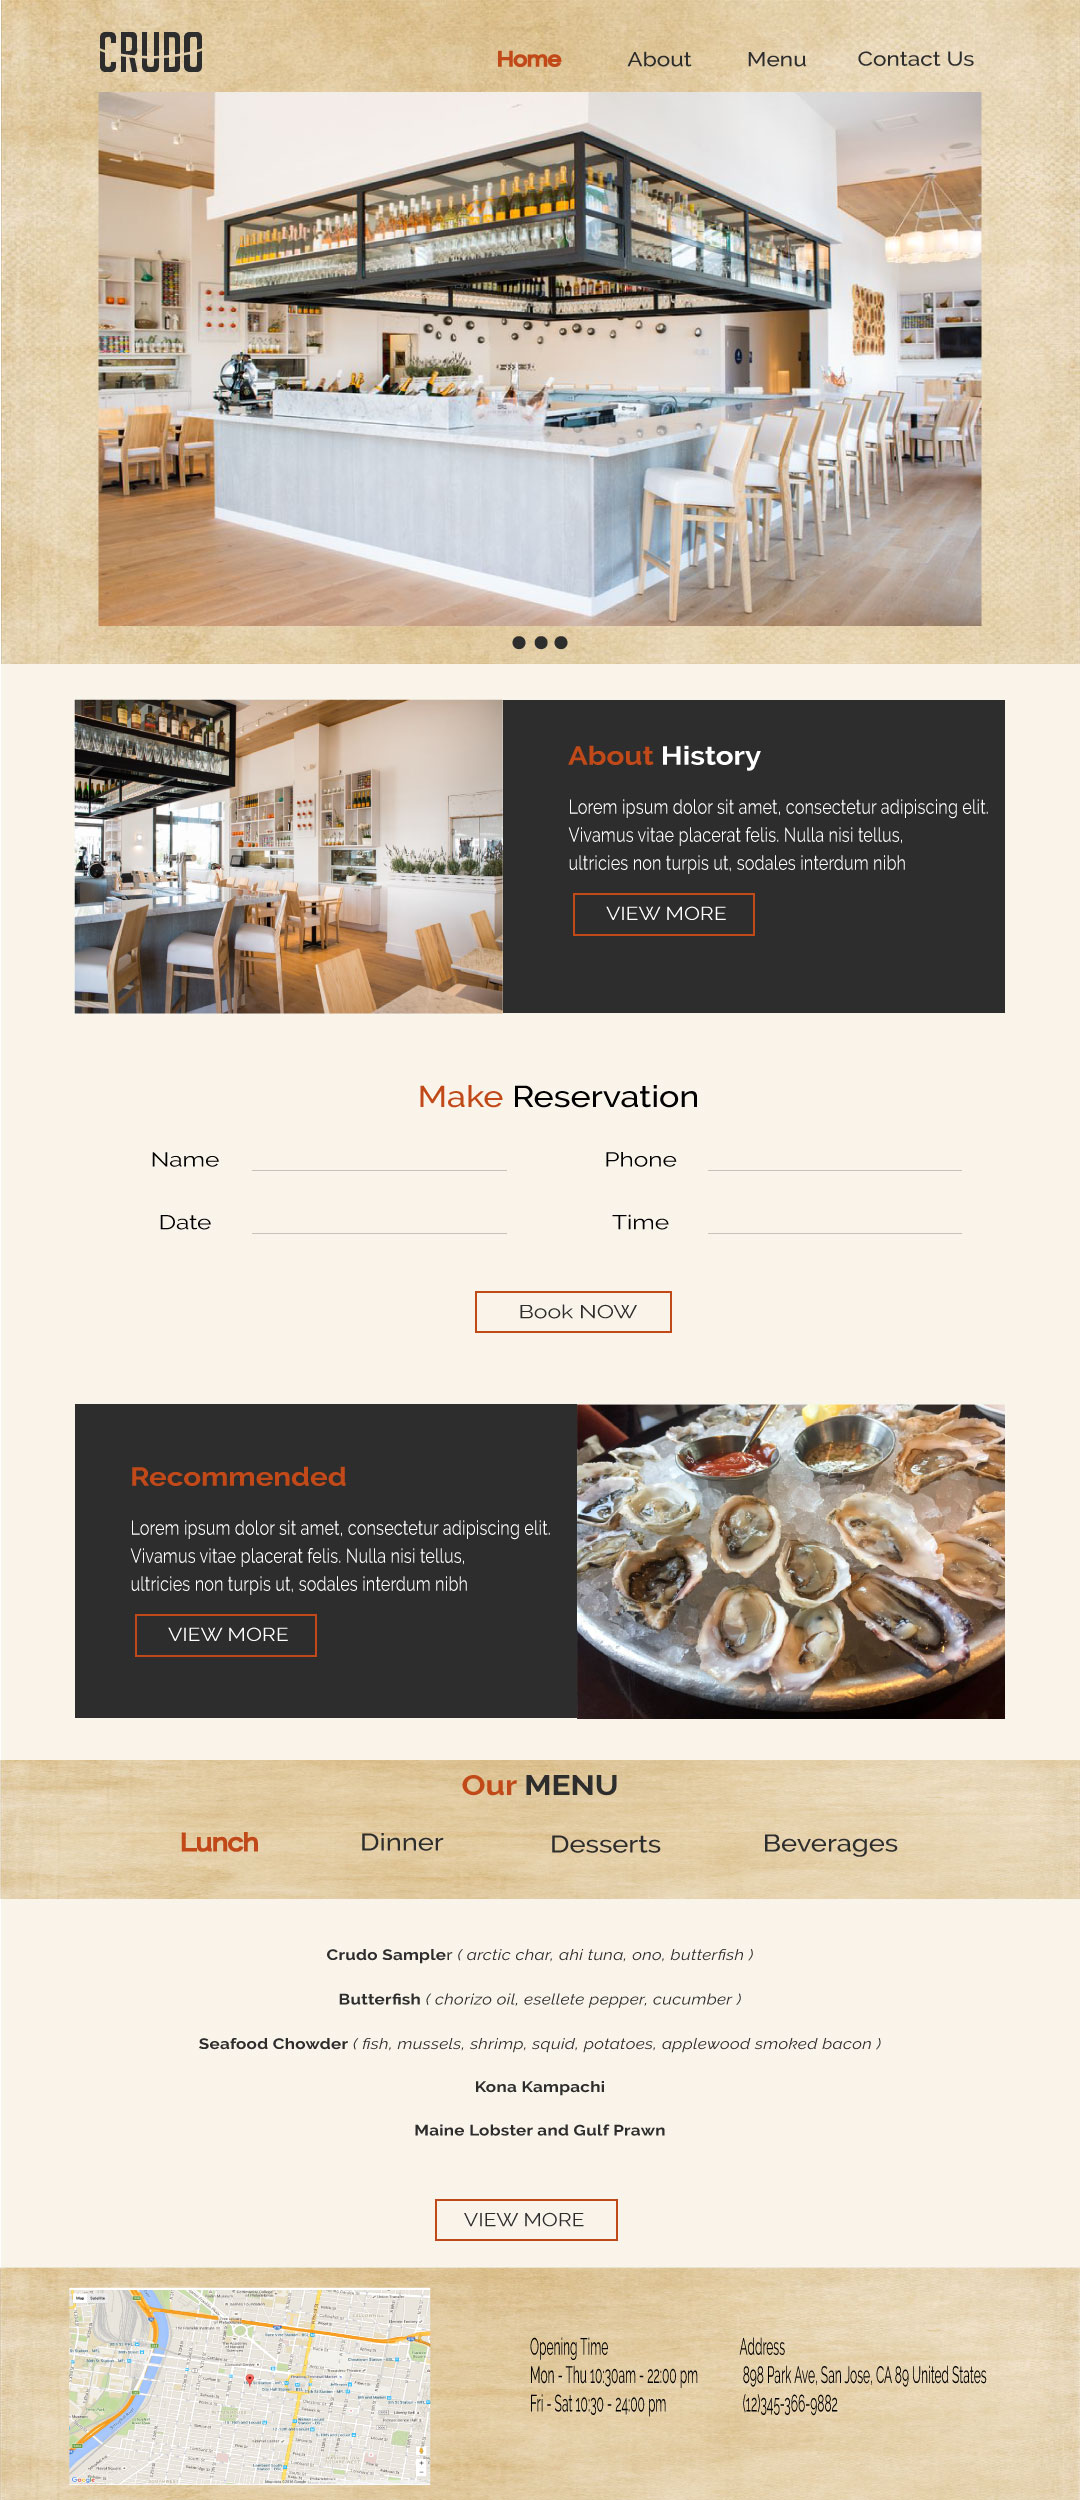 CRUDO
Home About Menu Contact Us
About History
Lorem ipsum dolor sit amet, consectetur adipiscing elit.
Vivamus vitae placerat felis. Nulla nisi tellus,
ultricies non turpis ut, sodales interdum nibh
VIEW MORE
Make Reservation
Name Phone
Date Time
Book NOW
Recommended
Lorem ipsum dolor sit amet, consectetur adipiscing elit.
Vivamus vitae placerat felis. Nulla nisi tellus,
ultricies non turpis ut, sodales interdum nibh
VIEW MORE
Our MENU
Lunch Dinner Desserts Beverages
Crudo Sampler ( arctic char, ahi tuna, ono, butterfish )
Butterfish ( chorizo oil, esellete pepper, cucumber )
Seafood Chowder ( fish, mussels, shrimp, squid, potatoes, applewood smoked bacon )
Kona Kampachi
Maine Lobster and Gulf Prawn
VIEW MORE
Map Satellite
Google
Opening Time
Mon - Thu 10:30am - 22:00 pm
Fri - Sat 10:30 - 24:00 pm
Address
898 Park Ave, San Jose, CA 89 United States
(12)345-366-9882